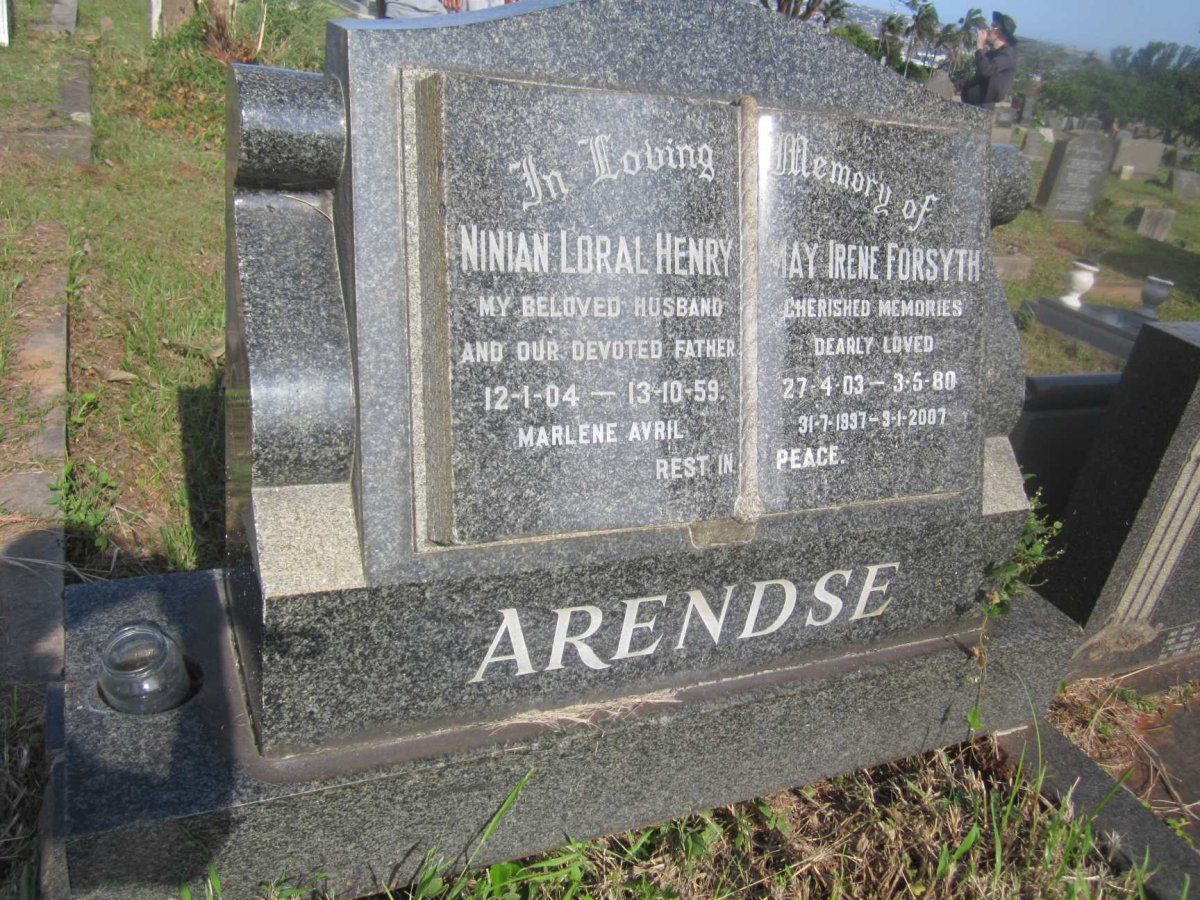 In Loving Memory of
NINIAN LORAL HENRY
MY BELOVED HUSBAND
AND OUR DEVOTED FATHER
12-1-04 — 13-10-59.
MARLENE AVRIL
MAY IRENE FORSYTH
CHERISHED MEMORIES
DEARLY LOVED
27-4-03 — 3-5-80
31-7-1937-9-1-2007
REST IN PEACE.
ARENDSE